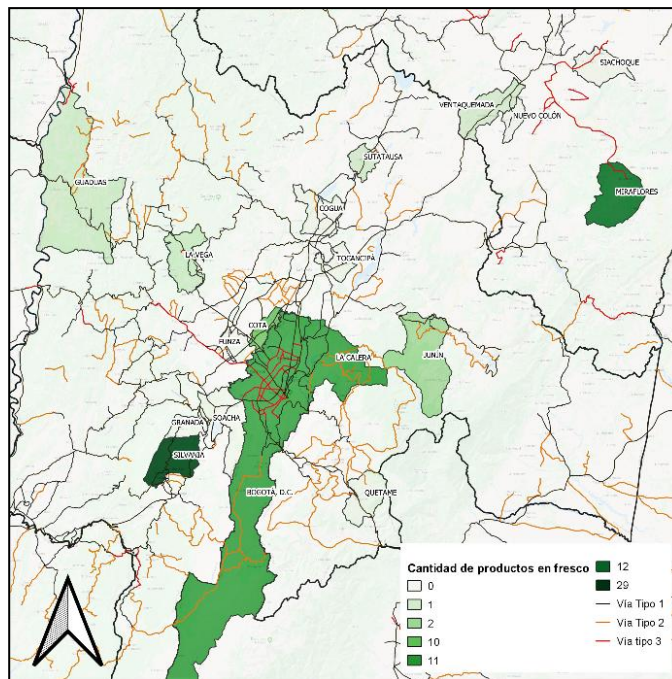 SIACHOQUE
VENTAQUEMADA
NUEVO COLÓN
SUTATAUSA
MIRAFLORES
GUADUAS
COGUA
LA VEGA
TOCANCIPÁ
COTA
FUNZA
LA CALERA
JUNÍN
GRANADA
SOACHA
SILVANIA
BOGOTÁ, D.C.
QUETAME
Cantidad de productos en fresco
0
1
2
10
11
12
29
Vía Tipo 1
Vía Tipo 2
Vía tipo 3